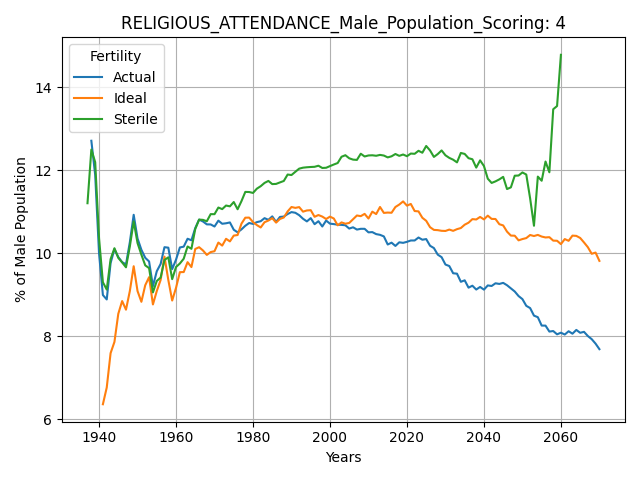 RELIGIOUS_ATTENDANCE_Male_Population_Scoring: 4
Fertility
Actual
Ideal
Sterile
% of Male Population
14
12
10
8
6
1940 1960 1980 2000 2020 2040 2060
Years